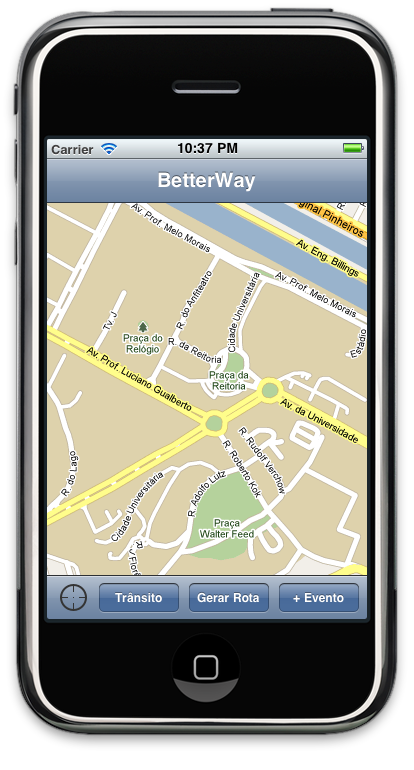 Carrier 10:37 PM
BetterWay
ginal Pinheiros
R.
Av. Prof. Melo Morais
Av. Eng. Billings
Av. Prof. Melo Morais
R. do Anfiteatro
Cidade Universitária
Tv. J
Estádio
Praça do
Relógio
R. da Reitoria
Av. Prof. Luciano Gualberto
Praça da
Reitoria
Av. da Universidade
R. do Lago
R. Rudolf Verchow
R. Roberto Kok
Cidade Universitária
R. Adolfo Lutz
Praça
Walter Feed
Trânsito
Gerar Rota
+ Evento